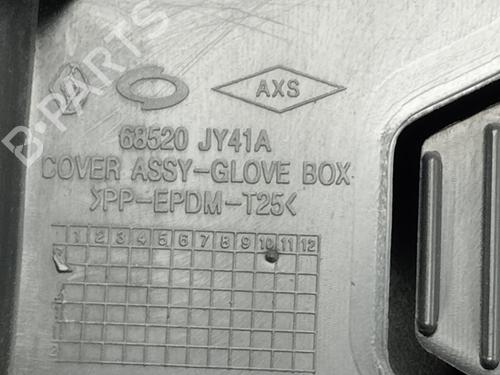 AXS
68520 JY41A
COVER ASSY-GLOVE BOX
>PP-EPDM-T25<
1 2 3 4 5 6 7 8 9 10 11 12
B-PARTS